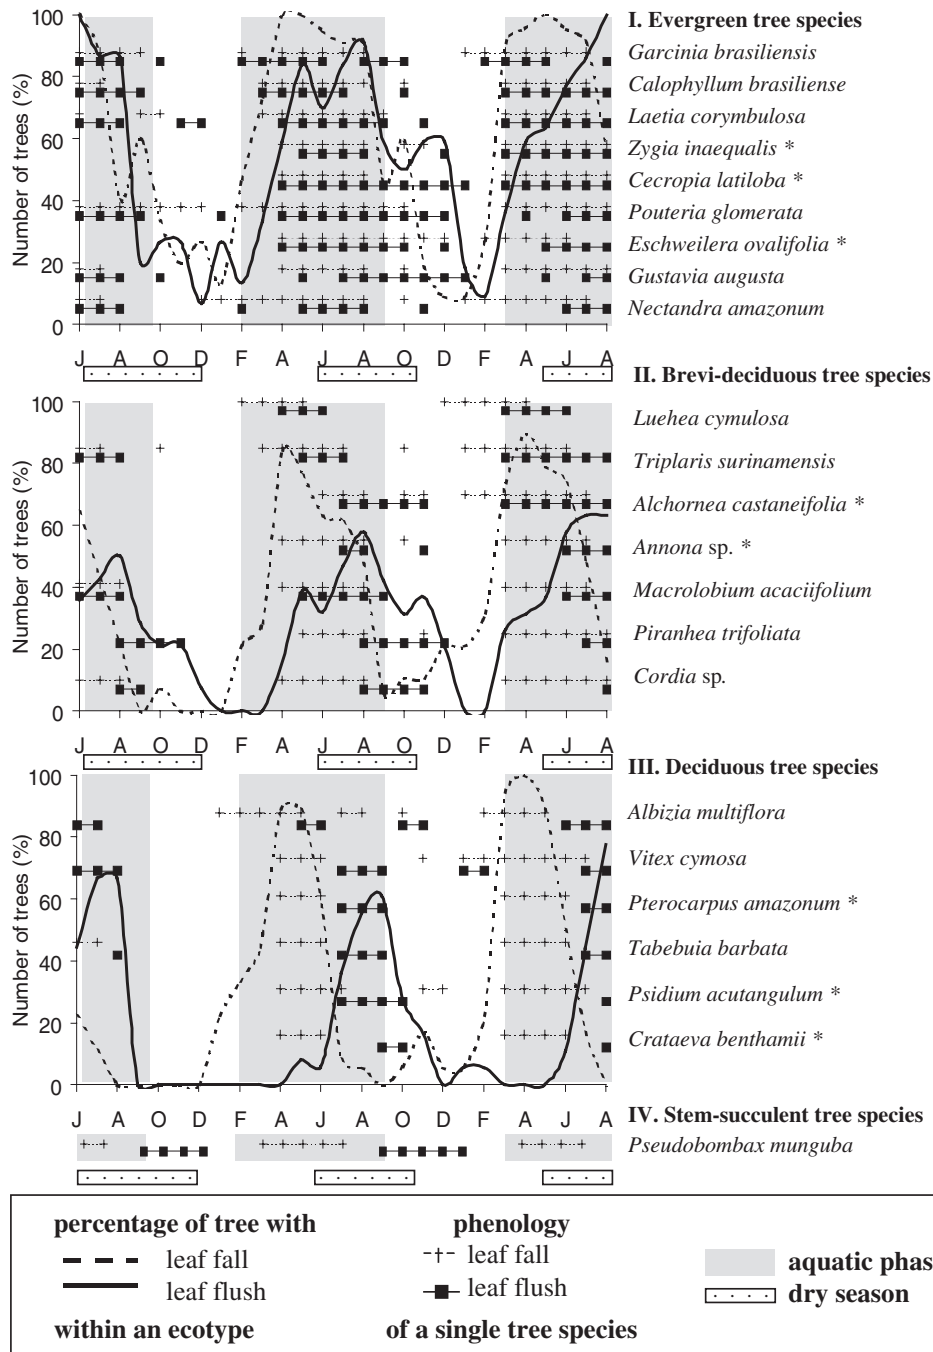 100
80
60
40
20
0
Number of trees (%)
J A O D F A J A O D F A J A
I. Evergreen tree species
Garcinia brasiliensis
Calophyllum brasiliense
Laetia corymbulosa
Zygia inaequalis *
Cecropia latiloba *
Pouteria glomerata
Eschweilera ovalifolia *
Gustavia augusta
Nectandra amazonum
II. Brevi-deciduous tree species
100
80
60
40
20
0
Number of trees (%)
J A O D F A J A O D F A J A
Luehea cymulosa
Triplaris surinamensis
Alchornea castaneifolia *
Annona sp. *
Macrolobium acaciifolium
Piranhea trifoliata
Cordia sp.
III. Deciduous tree species
100
80
60
40
20
0
Number of trees (%)
J A O D F A J A O D F A J A
Albizia multiflora
Vitex cymosa
Pterocarpus amazonum *
Tabebuia barbata
Psidium acutangulum *
Crataeva benthamii *
IV. Stem-succulent tree species
Pseudobombax munguba
percentage of tree with
leaf fall
leaf flush
within an ecotype
phenology
leaf fall
leaf flush
of a single tree species
aquatic phas
dry season